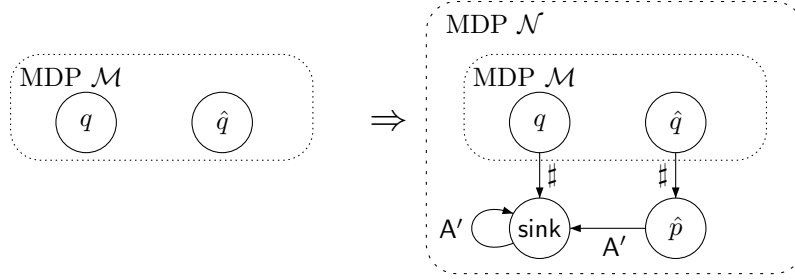 MDP 𝒩
MDP ℳ
MDP ℳ
q
q̂
⇒
q
q̂
♯
♯
A′
sink
A′
p̂